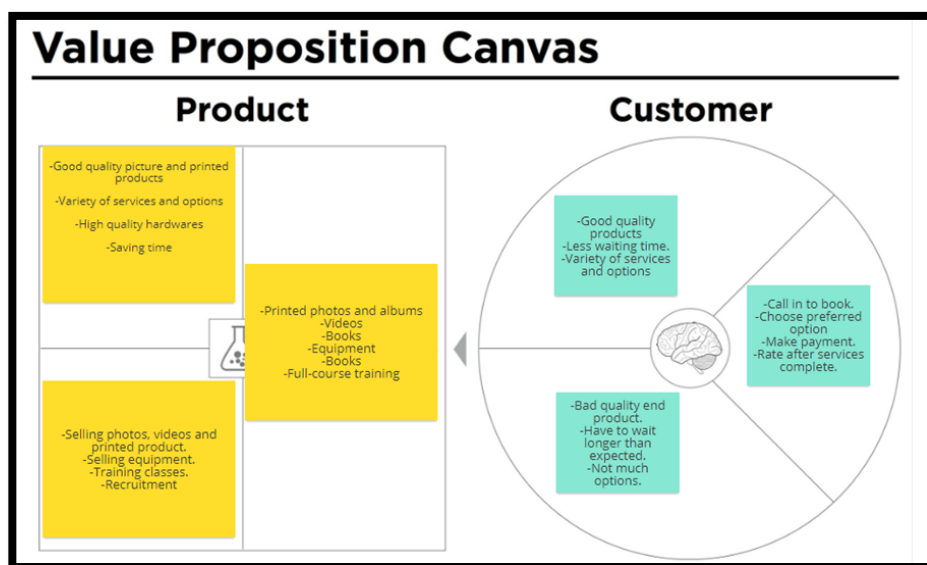 Value Proposition Canvas
Product
Customer
-Good quality picture and printed
products
-Variety of services and options
-High quality hardwares
-Saving time
-Printed photos and albums
-Videos
-Books
-Equipment
-Books
-Full-course training
-Selling photos, videos and
printed product.
-Selling equipment.
-Training classes.
-Recruitment
-Good quality
products
-Less waiting time.
-Variety of services
and options
-Call in to book.
-Choose preferred
option
-Make payment.
-Rate after services
complete.
-Bad quality end
product.
-Have to wait
longer than
expected.
-Not much
options.